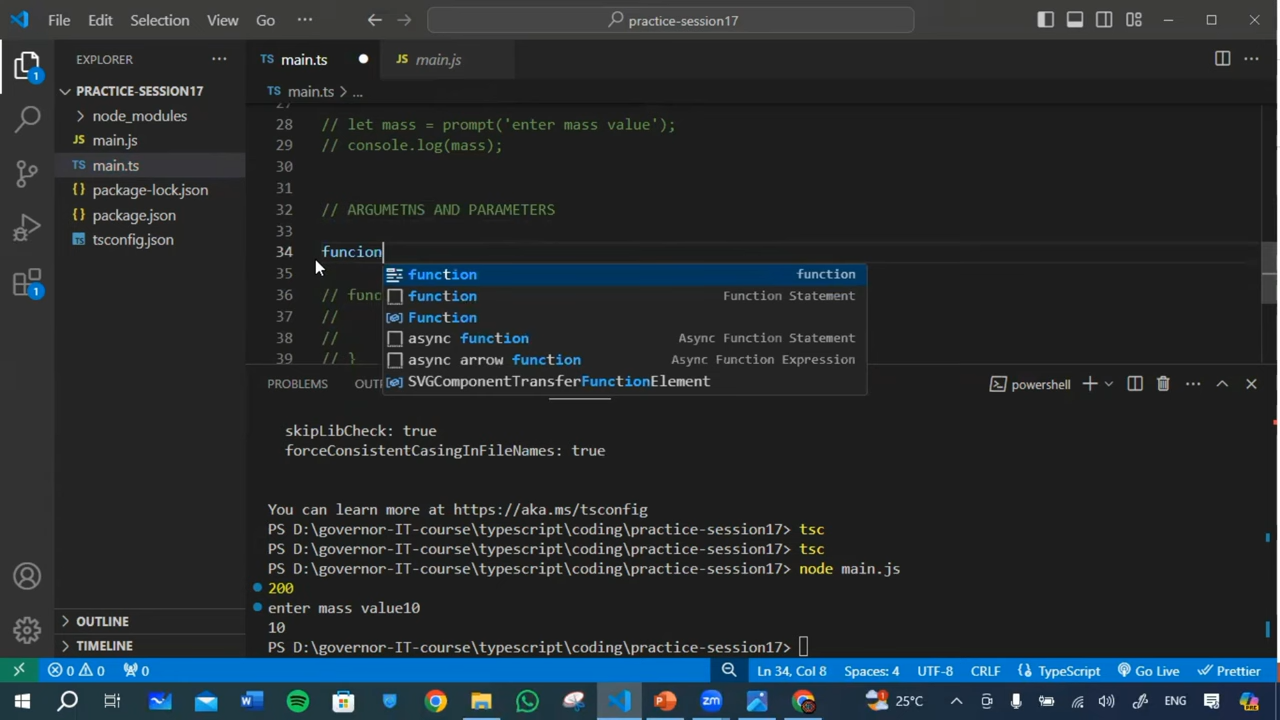 File Edit Selection View Go ··· practice-session17
EXPLORER ··· TS main.ts JS main.js
PRACTICE-SESSION17 TS main.ts > ...
node_modules
JS main.js
TS main.ts
{} package-lock.json
{} package.json
TS tsconfig.json
OUTLINE
TIMELINE
27
28 // let mass = prompt('enter mass value');
29 // console.log(mass);
30
31
32 // ARGUMETNS AND PARAMETERS
33
34 funcion
35
36 // func
37 //
38 //
39 // }
function function
function Function Statement
Function
async function Async Function Statement
async arrow function Async Function Expression
SVGComponentTransferFunctionElement
PROBLEMS OUT powershell
skipLibCheck: true
forceConsistentCasingInFileNames: true
You can learn more at https://aka.ms/tsconfig
PS D:\governor-IT-course\typescript\coding\practice-session17> tsc
PS D:\governor-IT-course\typescript\coding\practice-session17> tsc
PS D:\governor-IT-course\typescript\coding\practice-session17> node main.js
200
enter mass value10
10
PS D:\governor-IT-course\typescript\coding\practice-session17>
1
1
0 0 0 Ln 34, Col 8 Spaces: 4 UTF-8 CRLF {} TypeScript Go Live Prettier
25°C ENG